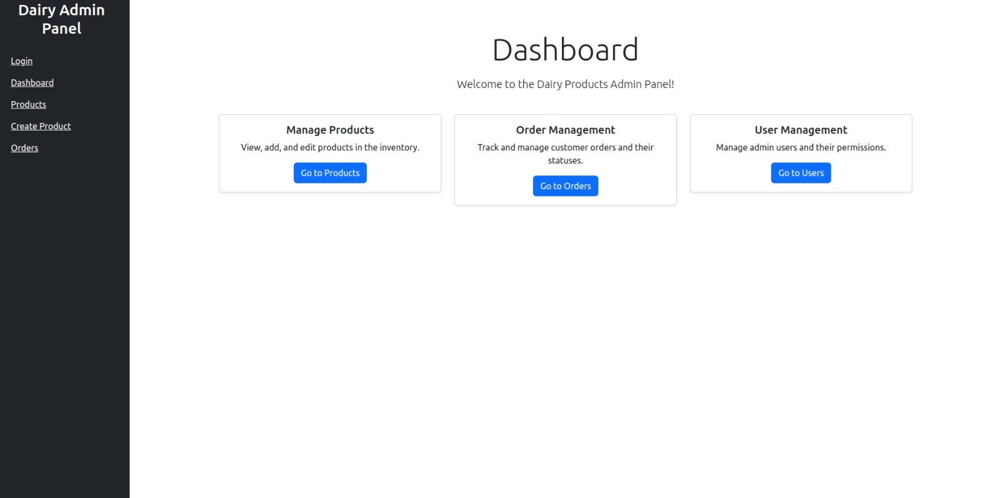 Dairy Admin
Panel
Login
Dashboard
Products
Create Product
Orders
Dashboard
Welcome to the Dairy Products Admin Panel!
Manage Products
View, add, and edit products in the inventory.
Go to Products
Order Management
Track and manage customer orders and their
statuses.
Go to Orders
User Management
Manage admin users and their permissions.
Go to Users